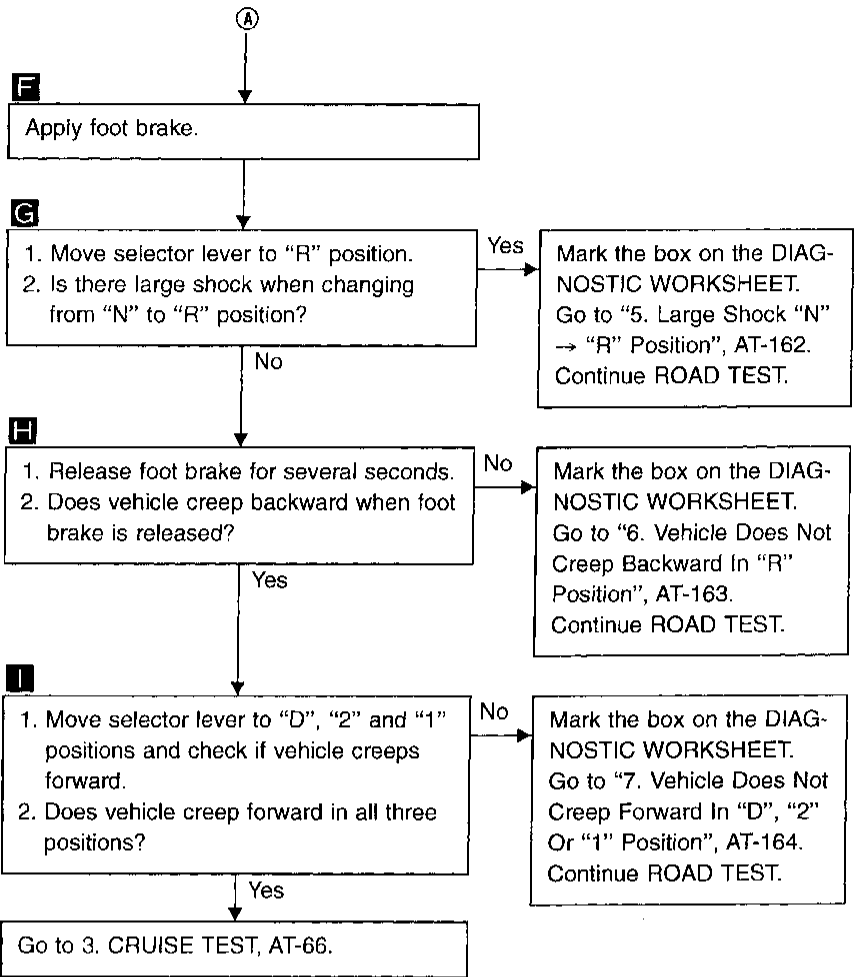 A
F
Apply foot brake.
G
1. Move selector lever to “R” position.
2. Is there large shock when changing
from “N” to “R” position?
Yes
Mark the box on the DIAG-
NOSTIC WORKSHEET.
Go to “5. Large Shock “N”
→ “R” Position”, AT-162.
Continue ROAD TEST.
No
H
1. Release foot brake for several seconds.
2. Does vehicle creep backward when foot
brake is released?
No
Mark the box on the DIAG-
NOSTIC WORKSHEET.
Go to “6. Vehicle Does Not
Creep Backward In “R”
Position”, AT-163.
Continue ROAD TEST.
Yes
I
1. Move selector lever to “D”, “2” and “1”
positions and check if vehicle creeps
forward.
2. Does vehicle creep forward in all three
positions?
No
Mark the box on the DIAG-
NOSTIC WORKSHEET.
Go to “7. Vehicle Does Not
Creep Forward In “D”, “2”
Or “1” Position”, AT-164.
Continue ROAD TEST.
Yes
Go to 3. CRUISE TEST, AT-66.